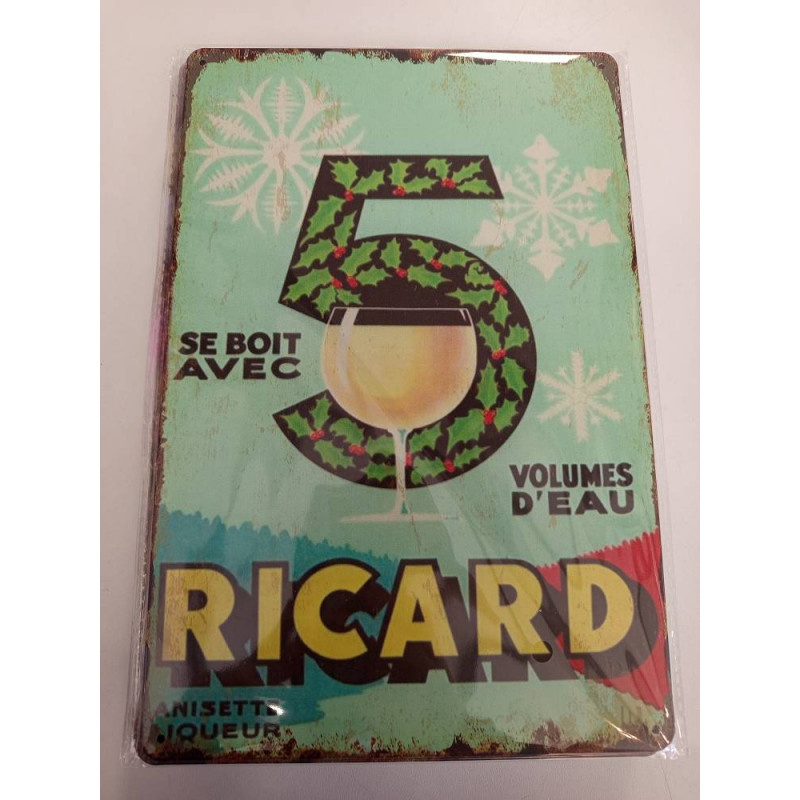 5
SE BOIT
AVEC
VOLUMES
D'EAU
RICARD
ANISETTE
LIQUEUR